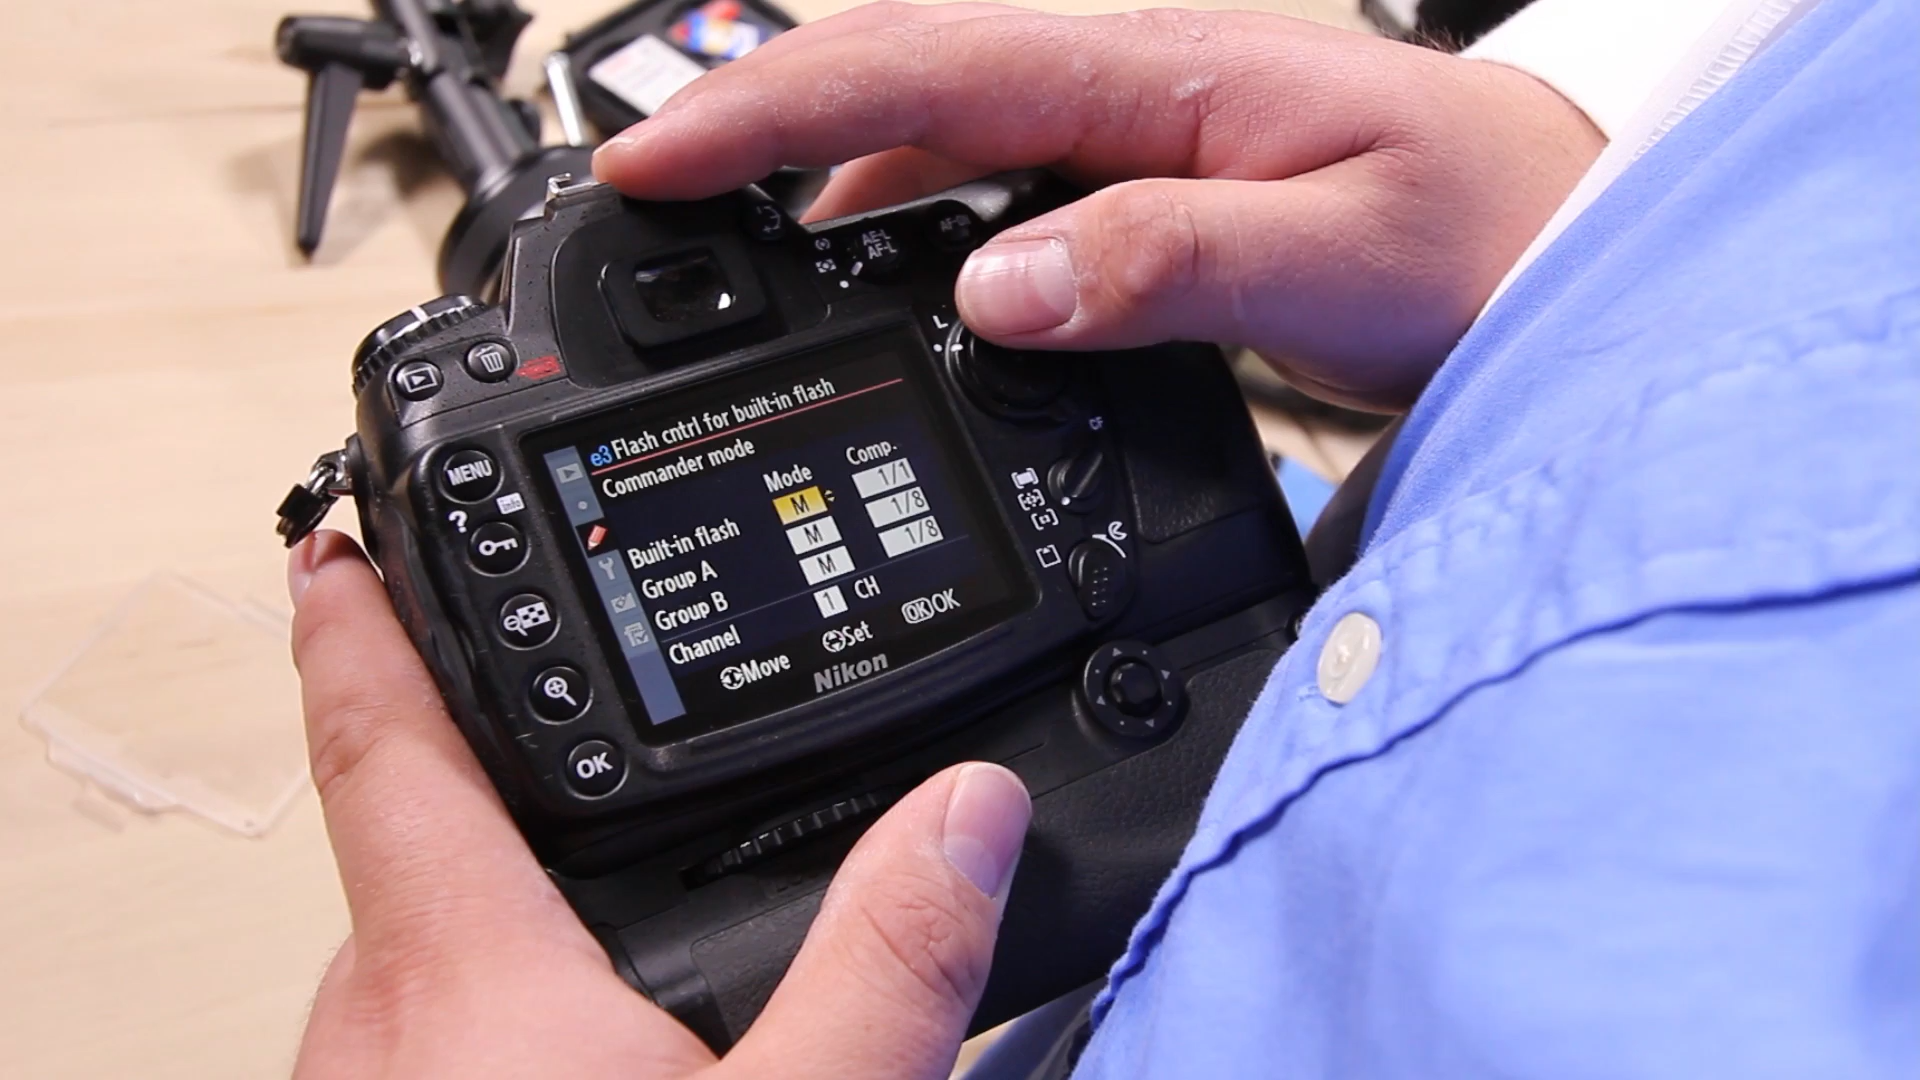 AE-L
AF-L
AF-ON
L
CF
MENU
info
?
OK
e3 Flash cntrl for built-in flash
Commander mode
Mode Comp.
Built-in flash M 1/1
Group A M 1/8
Group B M 1/8
Channel 1 CH
Move Set OK OK
Nikon